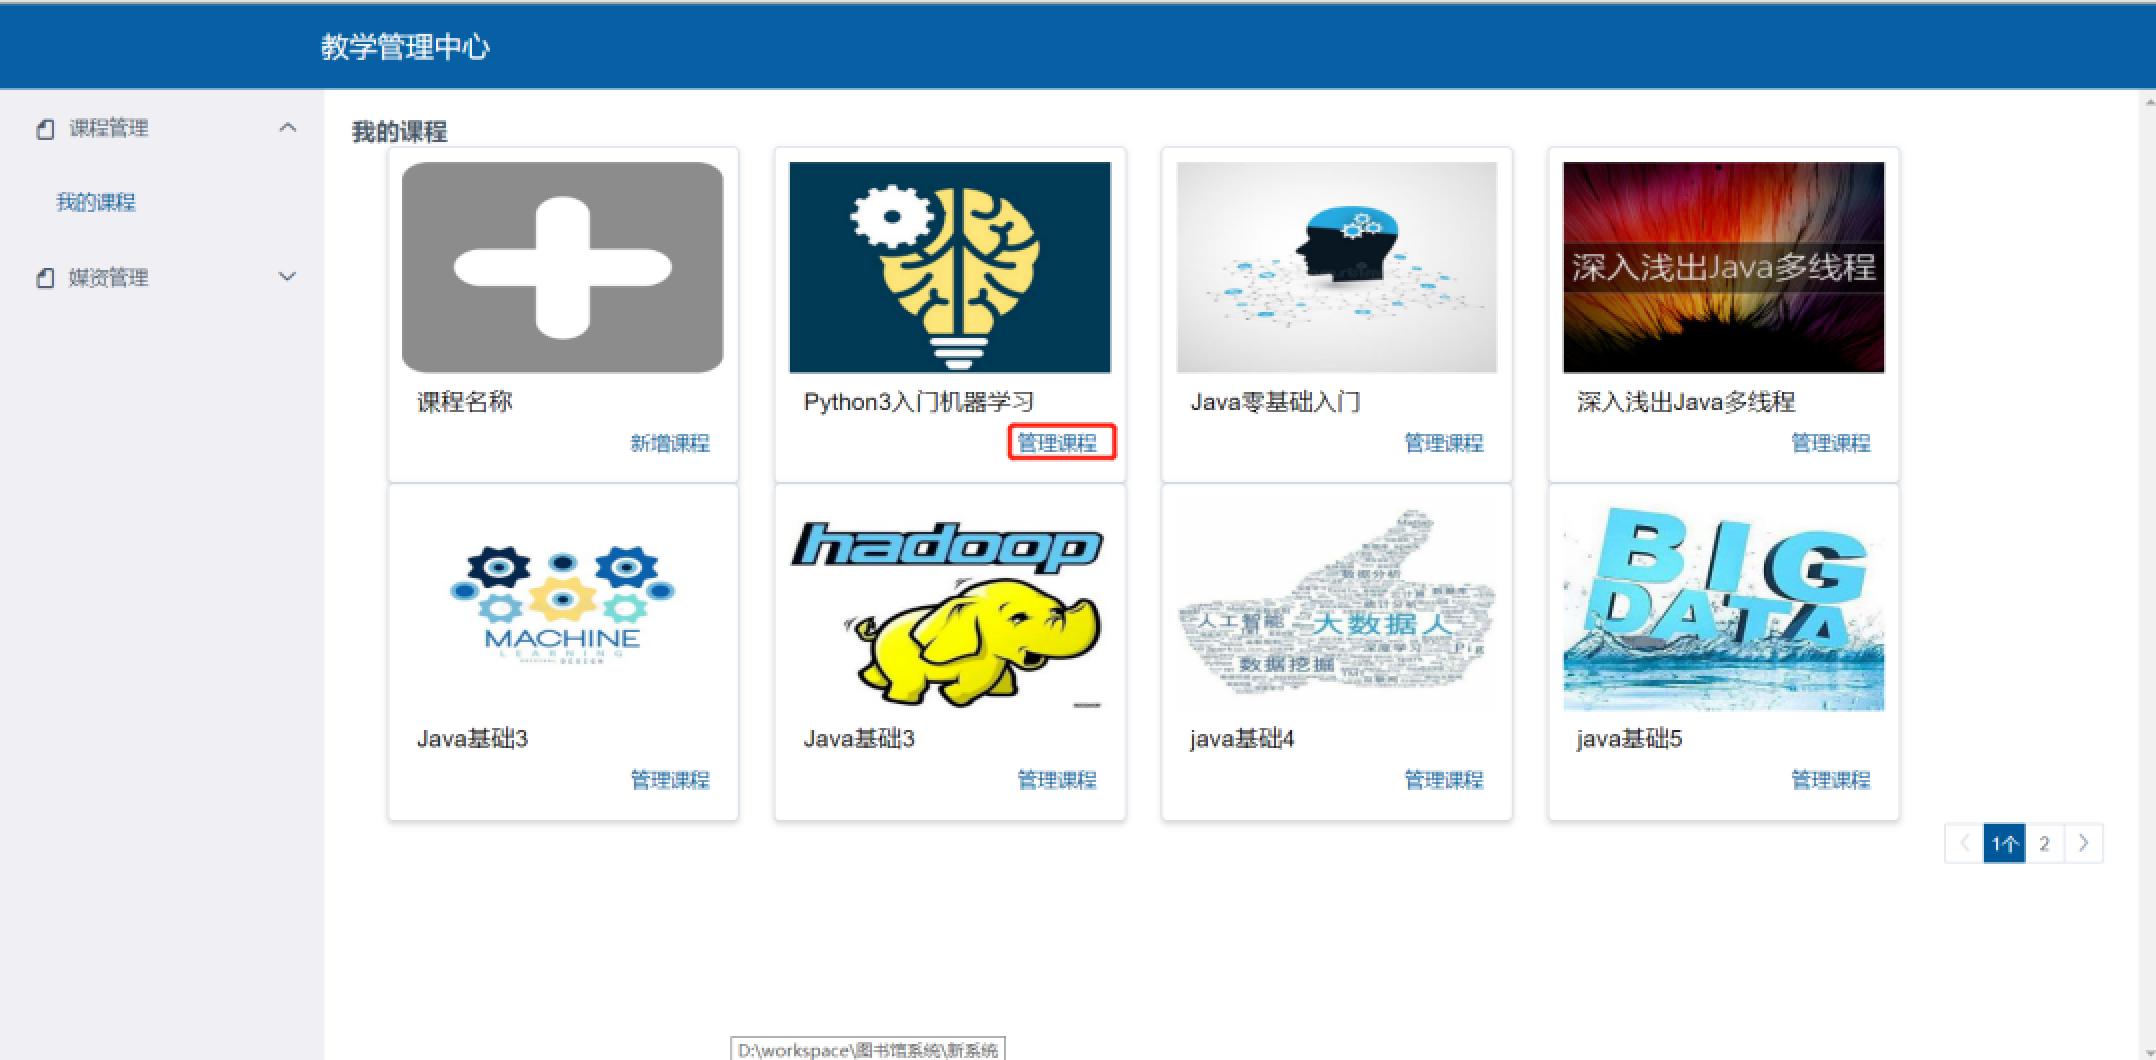 教学管理中心
课程管理
我的课程
媒资管理
我的课程
课程名称
新增课程
Python3入门机器学习
管理课程
Java零基础入门
管理课程
深入浅出Java多线程
深入浅出Java多线程
管理课程
MACHINE
LEARNING
DESIGN
Java基础3
管理课程
hadoop
Java基础3
管理课程
数据分析
人工智能
大数据人
深度学习
Pig
数据挖掘
java基础4
管理课程
BIG
DATA
java基础5
管理课程
1个 2
D:\workspace\图书馆系统\新系统